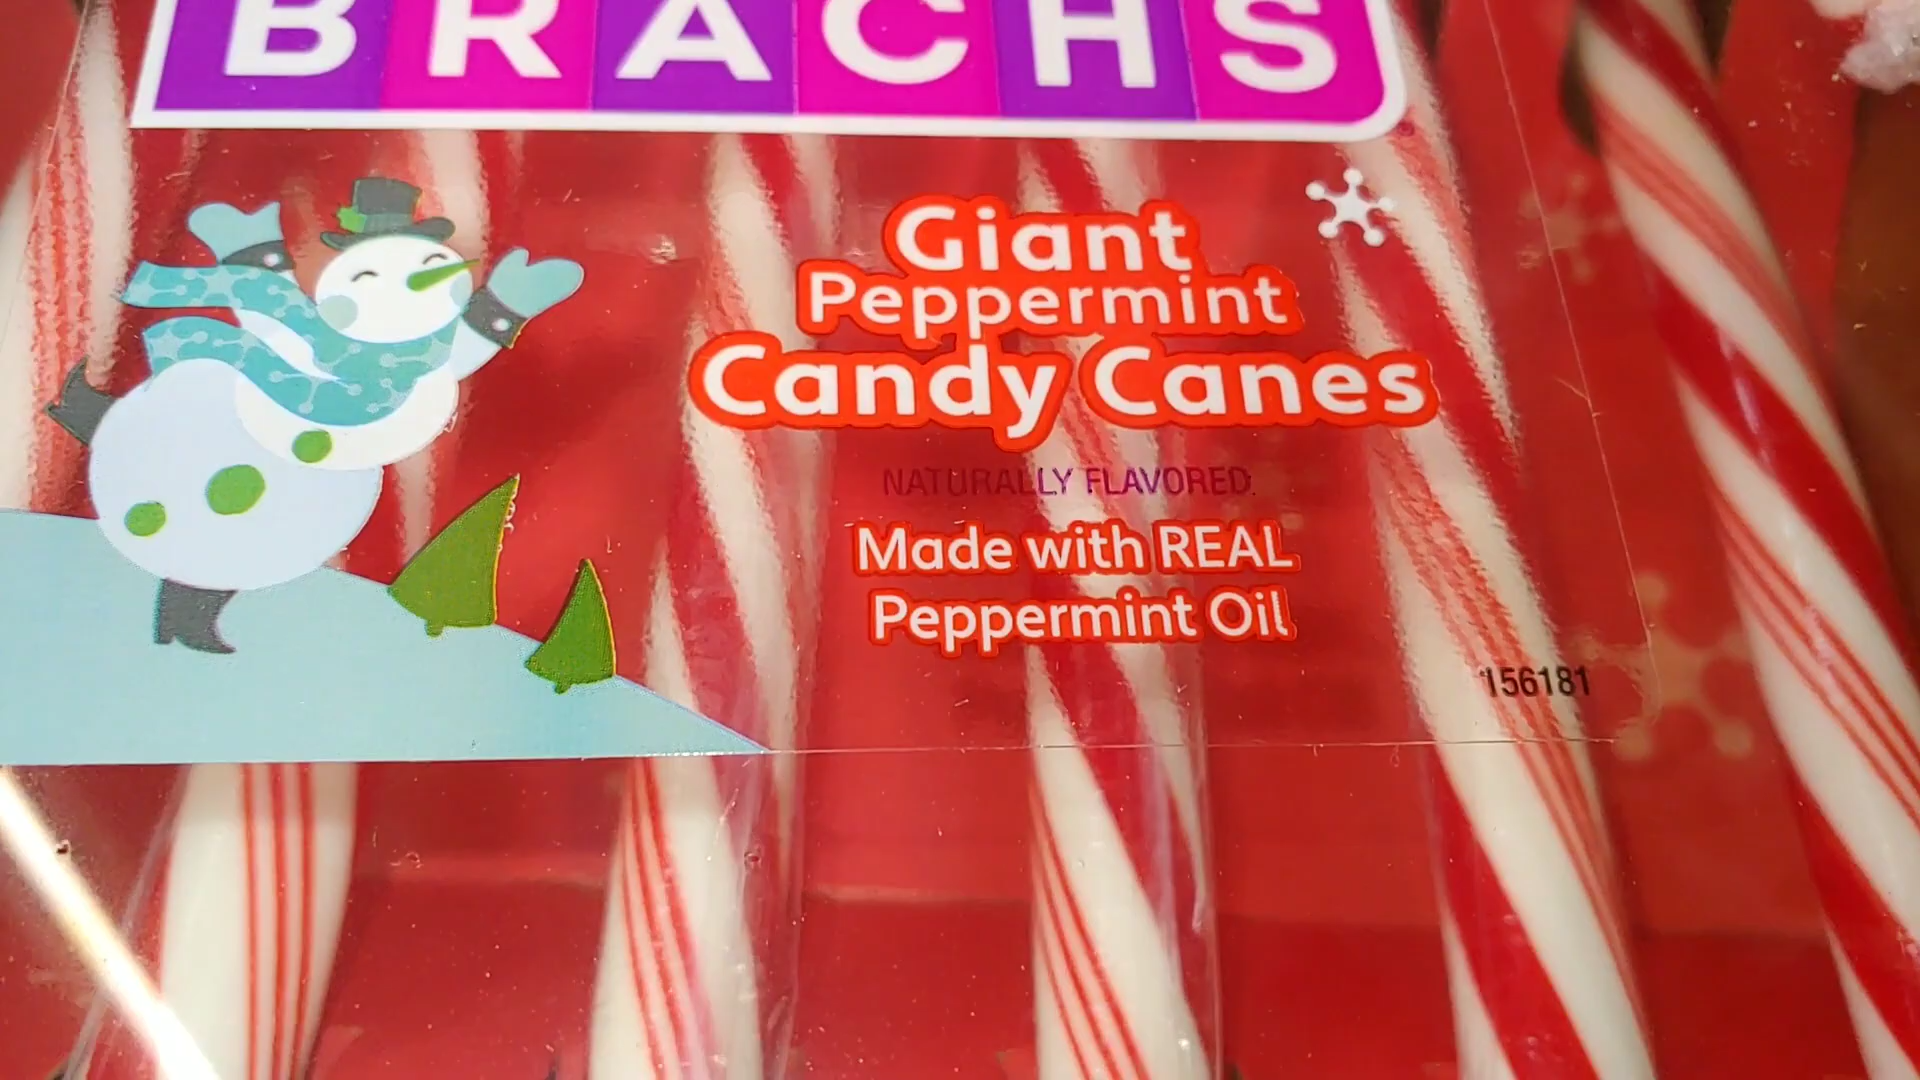 BRACHS
Giant
Peppermint
Candy Canes
NATURALLY FLAVORED.
Made with REAL
Peppermint Oil
156181